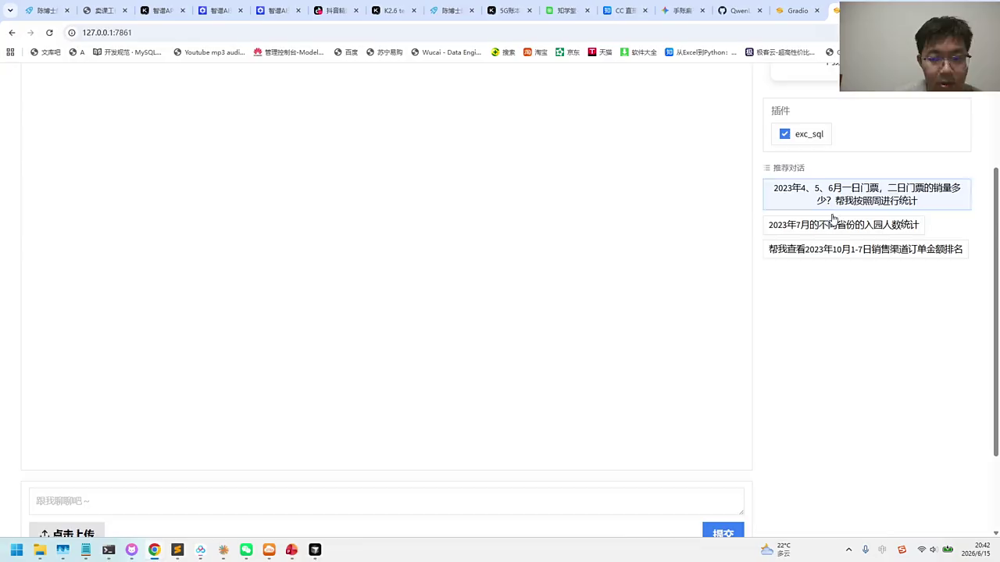 陈博士
卖课工
智谱AP
智谱AI
抖音稿
K2.6 te
陈博士
5G账本
知学堂
CC 直
手账廊
QwenL
Gradio
127.0.0.1:7861
文库吧
A
开发规范 · MySQL...
Youtube mp3 audi...
管理控制台-Model...
百度
苏宁易购
Wucai - Data Engi...
搜索
淘宝
京东
天猫
软件大全
从Excel到Python：...
极客云-超高性价比...
插件
exc_sql
推荐对话
2023年4、5、6月一日门票，二日门票的销量多
少？帮我按照周进行统计
2023年7月的不同省份的入园人数统计
帮我查看2023年10月1-7日销售渠道订单金额排名
跟我聊聊吧～
点击上传
提交
22°C
多云
20:42
2026/6/15